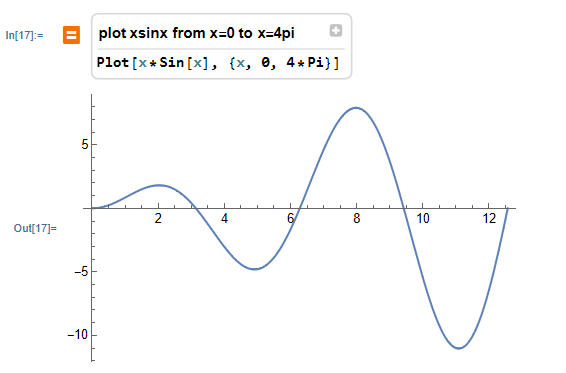 In[17]:=
plot xsinx from x=0 to x=4pi
Plot[x*Sin[x], {x, 0, 4*Pi}]
5
2 4 6 8 10 12
Out[17]=
-5
-10